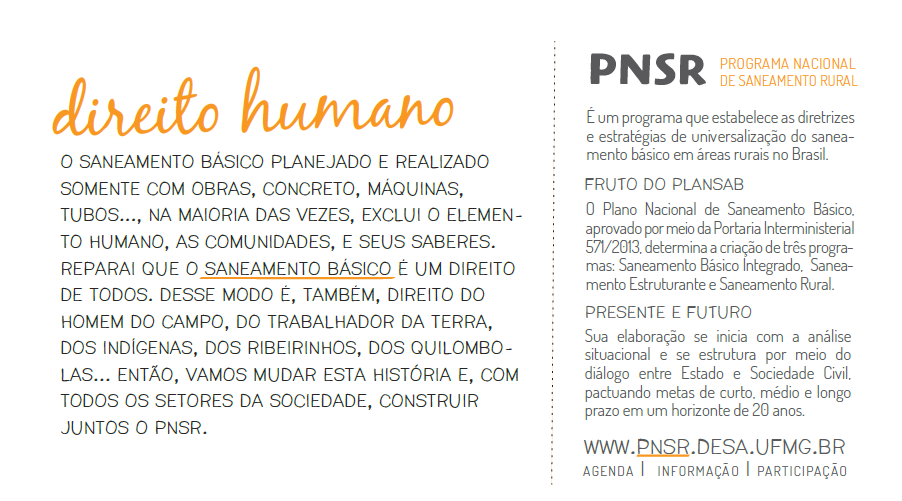 direito humano
O SANEAMENTO BÁSICO PLANEJADO E REALIZADO
SOMENTE COM OBRAS, CONCRETO, MÁQUINAS,
TUBOS..., NA MAIORIA DAS VEZES, EXCLUI O ELEMEN-
TO HUMANO, AS COMUNIDADES, E SEUS SABERES.
REPARAI QUE O SANEAMENTO BÁSICO É UM DIREITO
DE TODOS. DESSE MODO É, TAMBÉM, DIREITO DO
HOMEM DO CAMPO, DO TRABALHADOR DA TERRA,
DOS INDÍGENAS, DOS RIBEIRINHOS, DOS QUILOMBO-
LAS... ENTÃO, VAMOS MUDAR ESTA HISTÓRIA E, COM
TODOS OS SETORES DA SOCIEDADE, CONSTRUIR
JUNTOS O PNSR.
PNSR PROGRAMA NACIONAL
DE SANEAMENTO RURAL
É um programa que estabelece as diretrizes
e estratégias de universalização do sanea-
mento básico em áreas rurais no Brasil.
FRUTO DO PLANSAB
O Plano Nacional de Saneamento Básico,
aprovado por meio da Portaria Interministerial
571/2013, determina a criação de três progra-
mas: Saneamento Básico Integrado, Sanea-
mento Estruturante e Saneamento Rural.
PRESENTE E FUTURO
Sua elaboração se inicia com a análise
situacional e se estrutura por meio do
diálogo entre Estado e Sociedade Civil,
pactuando metas de curto, médio e longo
prazo em um horizonte de 20 anos.
WWW.PNSR.DESA.UFMG.BR
AGENDA | INFORMAÇÃO | PARTICIPAÇÃO